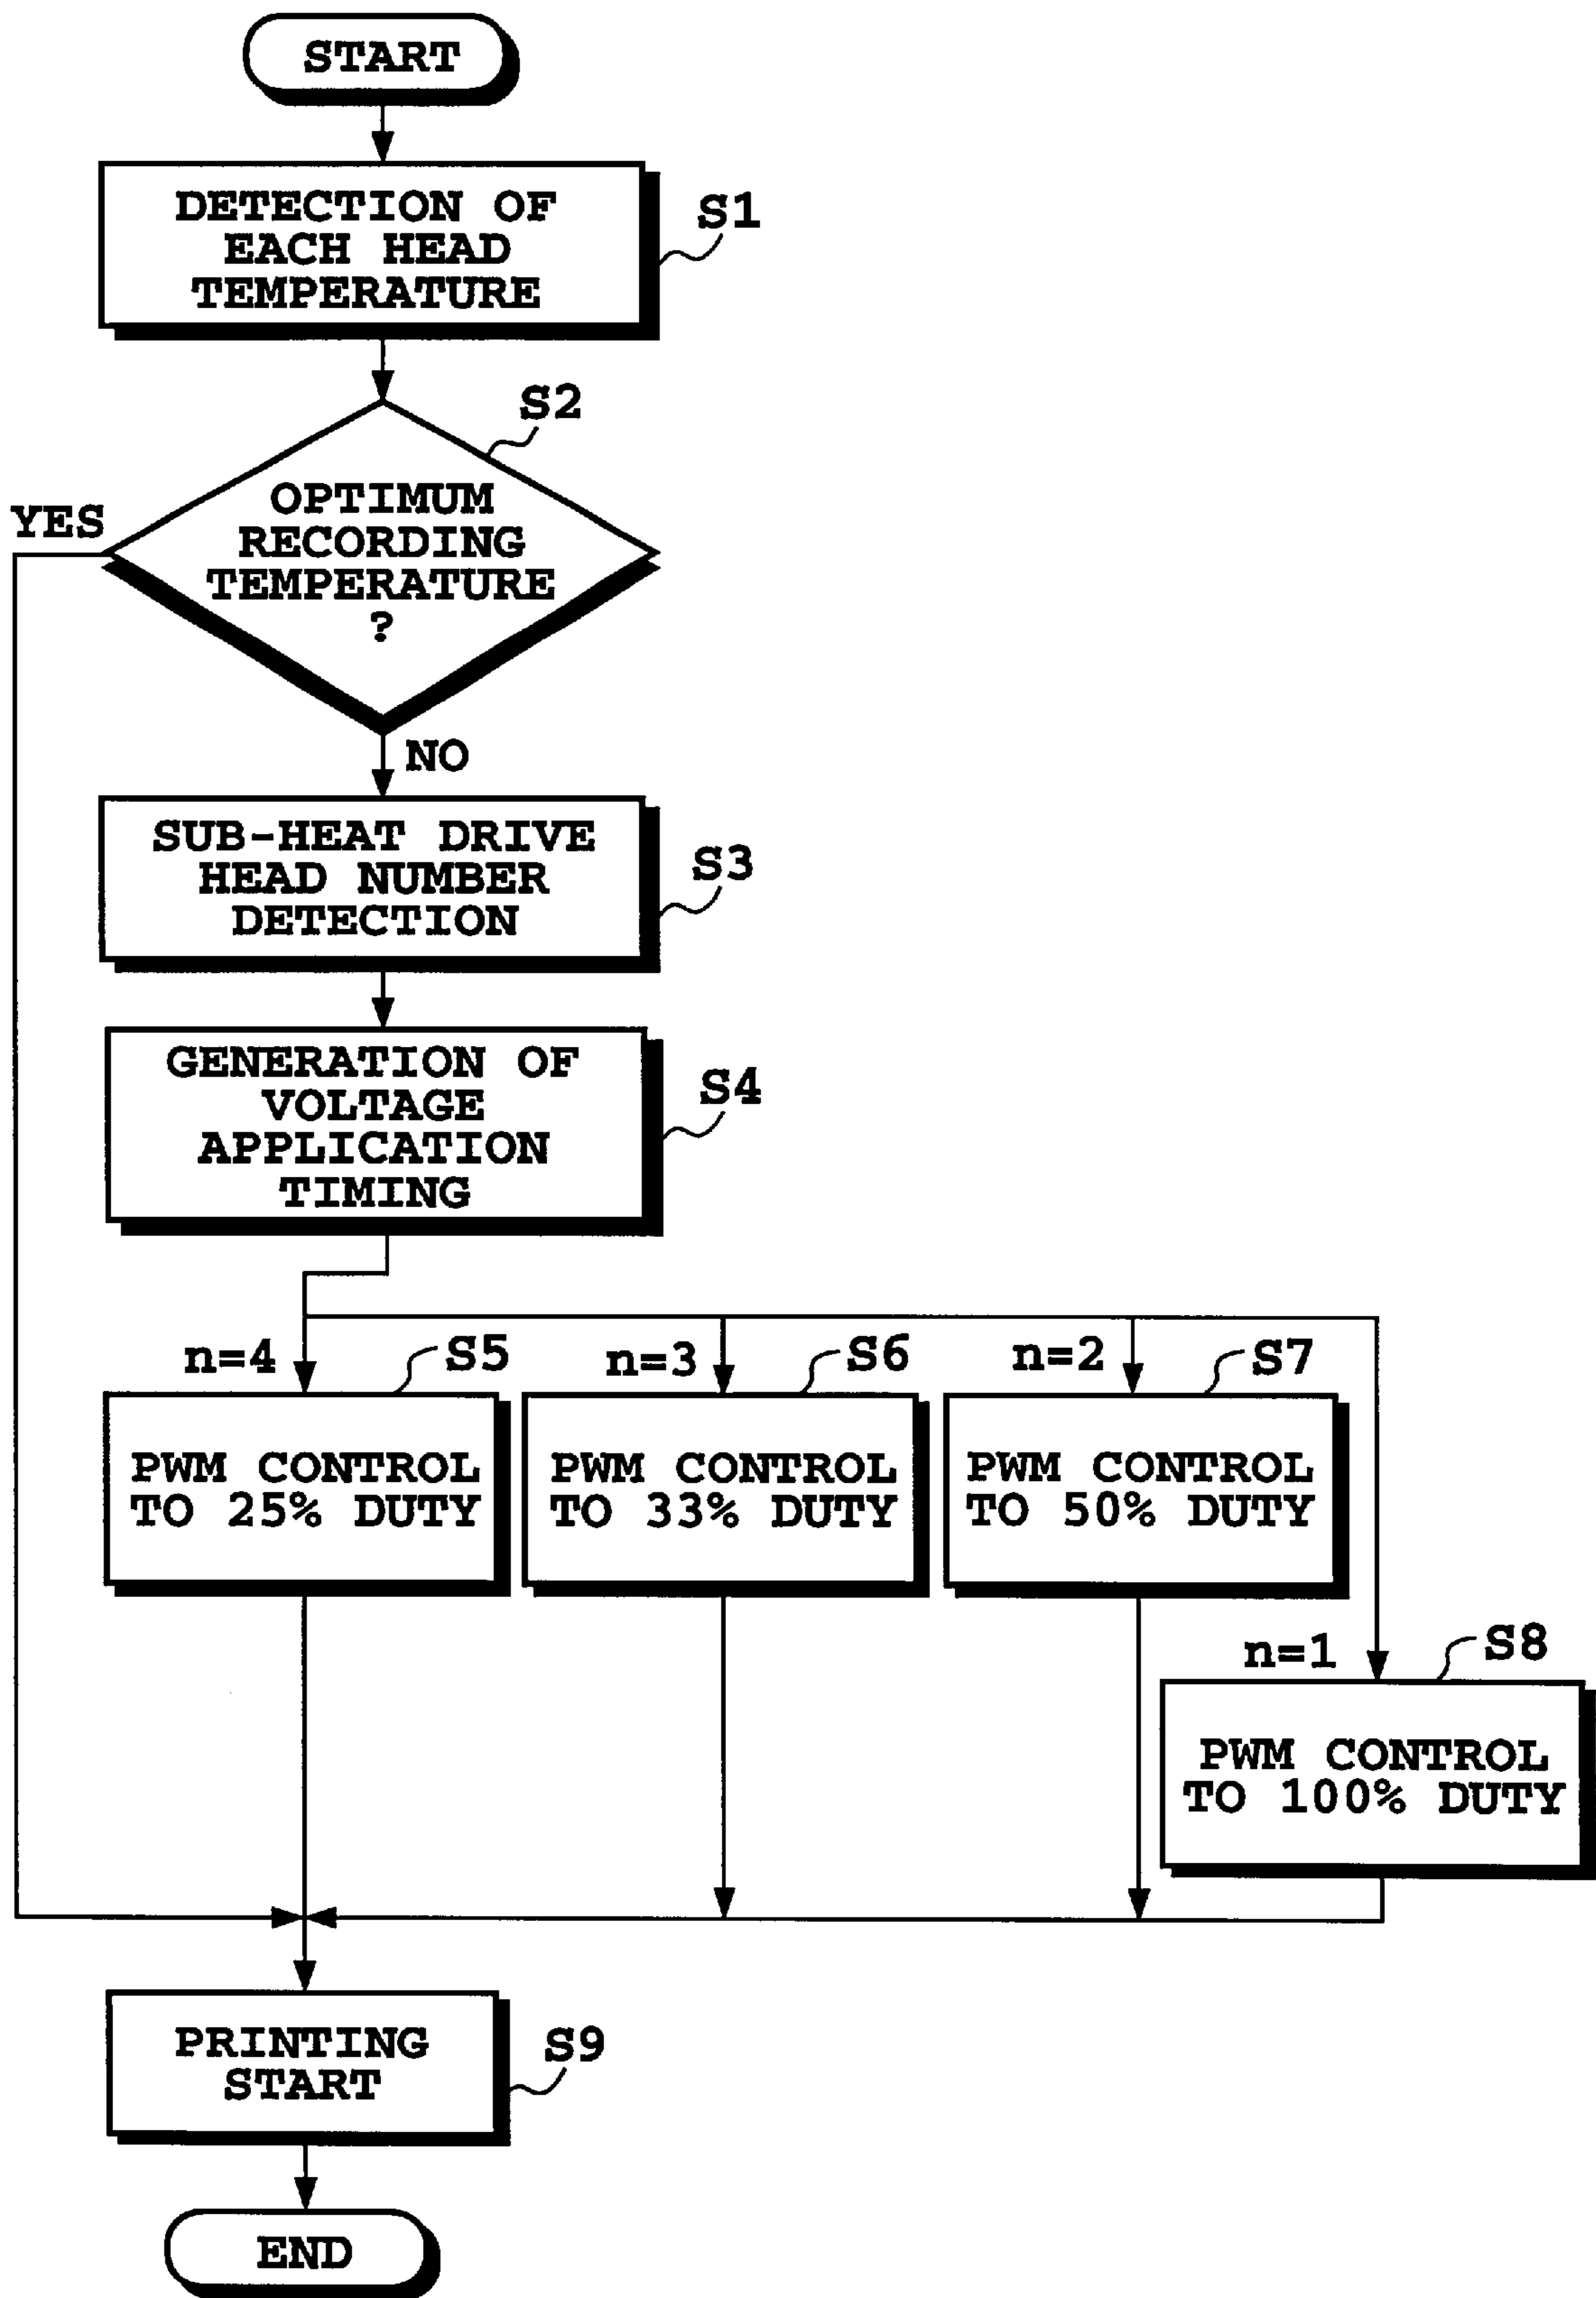 START
DETECTION OF
EACH HEAD
TEMPERATURE
S1
S2
OPTIMUM
RECORDING
TEMPERATURE
?
YES
NO
SUB-HEAT DRIVE
HEAD NUMBER
DETECTION
S3
GENERATION OF
VOLTAGE
APPLICATION
TIMING
S4
n=4
S5
PWM CONTROL
TO 25% DUTY
n=3
S6
PWM CONTROL
TO 33% DUTY
n=2
S7
PWM CONTROL
TO 50% DUTY
n=1
S8
PWM CONTROL
TO 100% DUTY
PRINTING
START
S9
END